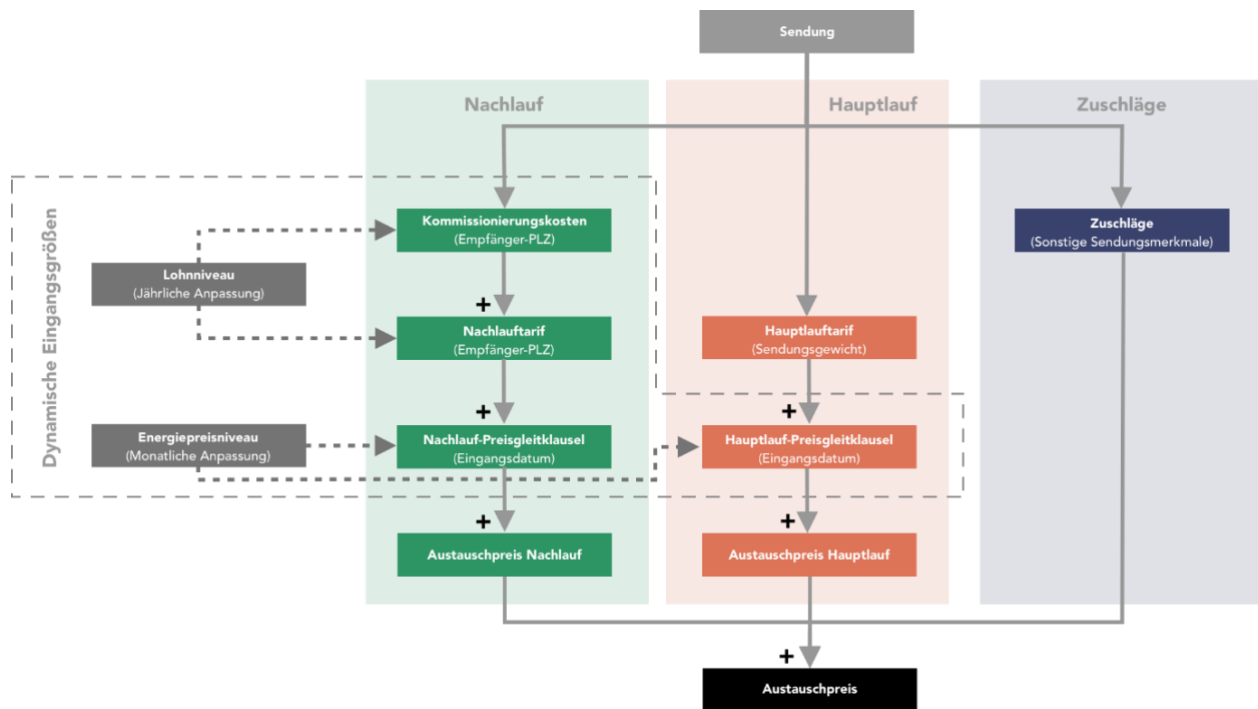 Sendung
Nachlauf
Hauptlauf
Zuschläge
Dynamische Eingangsgrößen
Kommissionierungskosten
(Empfänger-PLZ)
Zuschläge
(Sonstige Sendungsmerkmale)
Lohnniveau
(Jährliche Anpassung)
+
Nachlauftarif
(Empfänger-PLZ)
Hauptlauftarif
(Sendungsgewicht)
+
+
Energiepreisniveau
(Monatliche Anpassung)
Nachlauf-Preisgleitklausel
(Eingangsdatum)
Hauptlauf-Preisgleitklausel
(Eingangsdatum)
+
+
Austauschpreis Nachlauf
Austauschpreis Hauptlauf
+
Austauschpreis